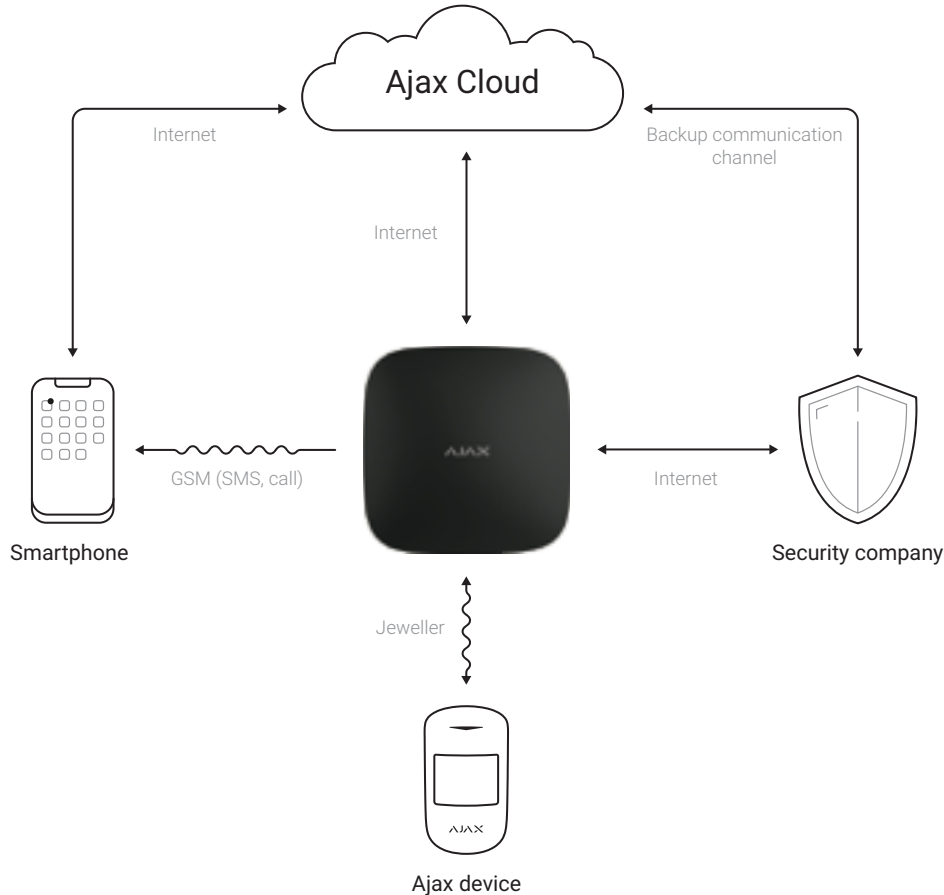 Ajax Cloud
Internet
Backup communication
channel
Internet
AJAX
GSM (SMS, call)
Internet
Smartphone
Security company
Jeweller
AJAX
Ajax device